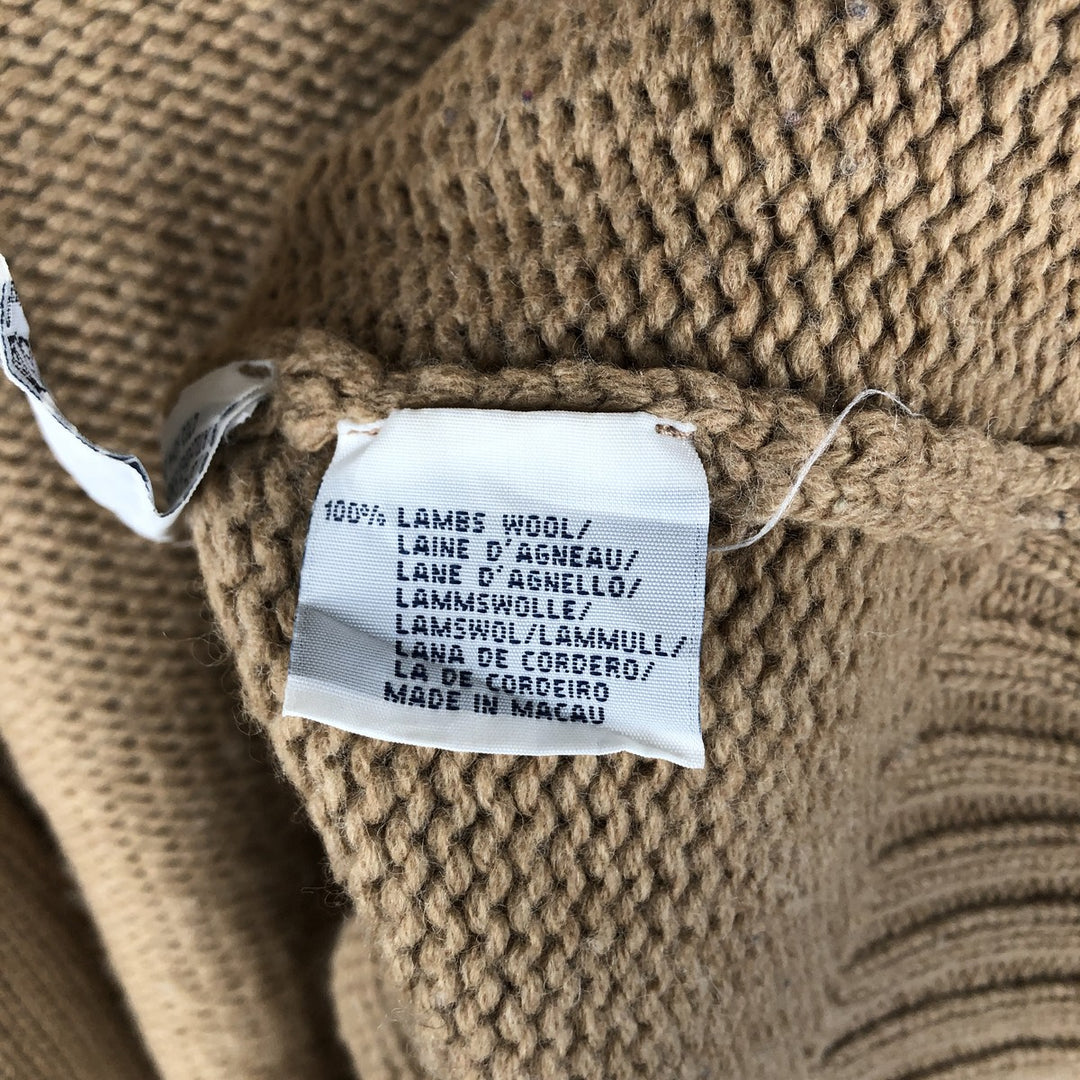 100% LAMBS WOOL/
LAINE D'AGNEAU/
LANE D'AGNELLO/
LAMMSWOLLE/
LAMSWOL/LAMMULL/
LANA DE CORDERO/
LA DE CORDEIRO
MADE IN MACAU